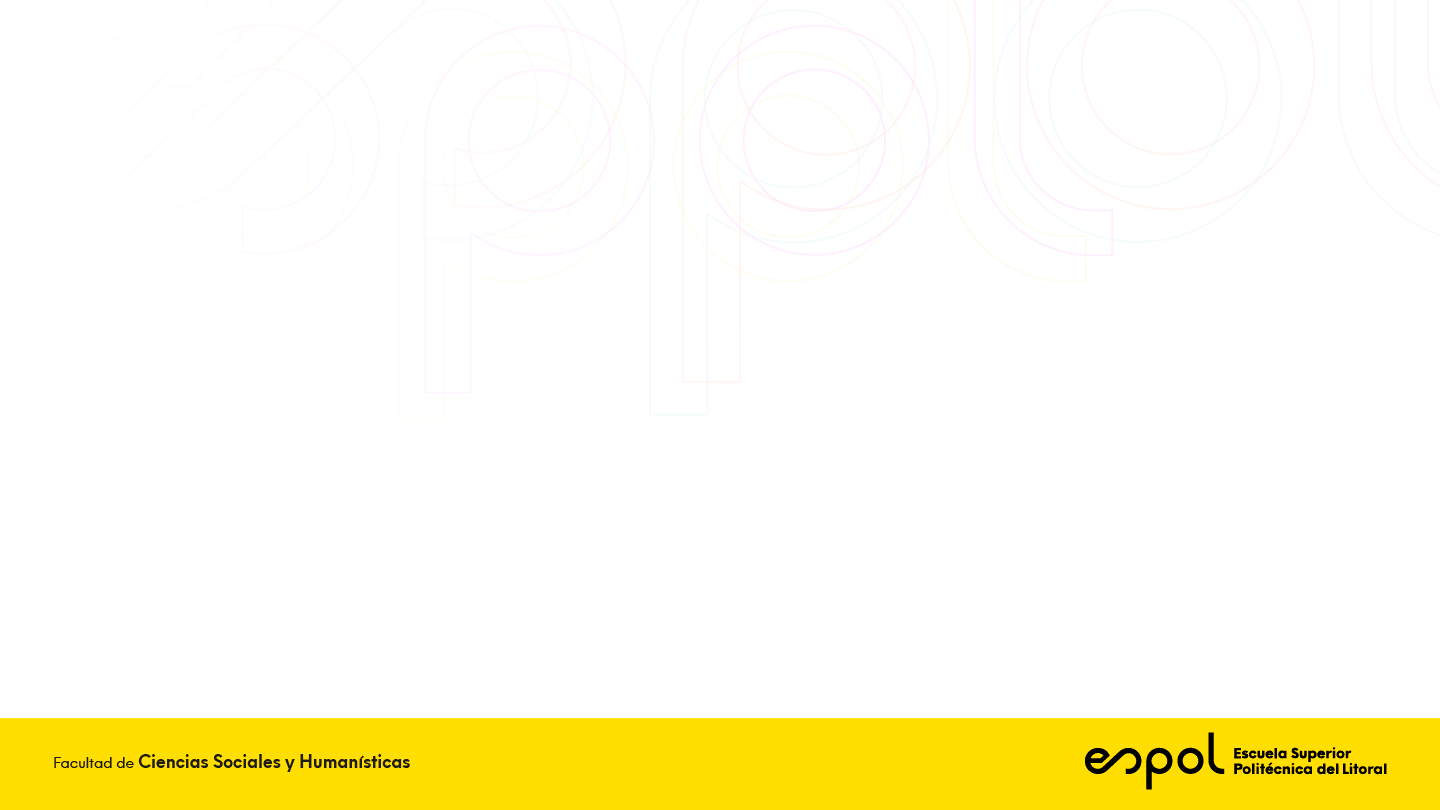 Facultad de Ciencias Sociales y Humanísticas
espol
Escuela Superior
Politécnica del Litoral